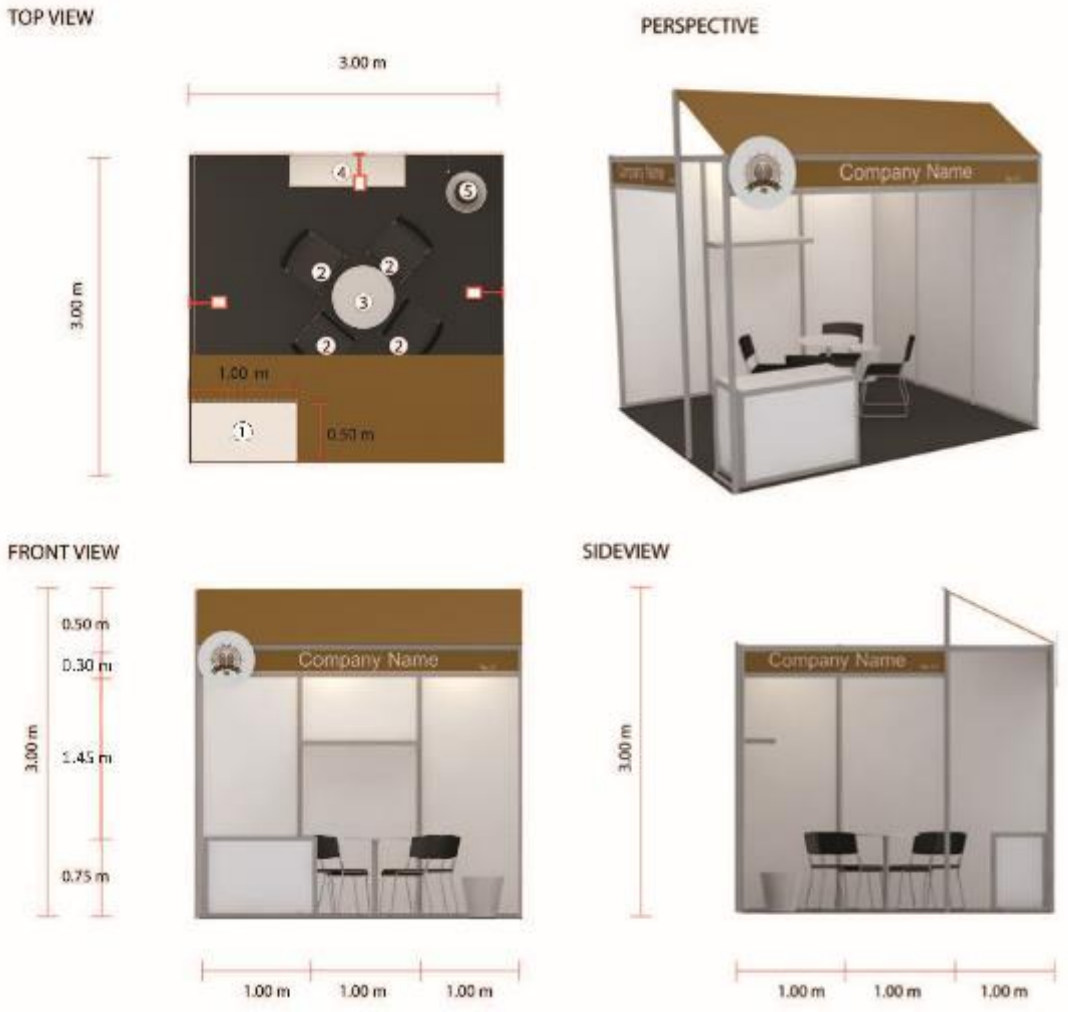 TOP VIEW
3.00 m
3.00 m
4
5
2
2
3
2
2
1.00 m
1
0.50 m
PERSPECTIVE
Company Name
Company Name
FRONT VIEW
3.00 m
0.50 m
0.30 m
1.45 m
0.75 m
Company Name
1.00 m
1.00 m
1.00 m
SIDEVIEW
3.00 m
Company Name
1.00 m
1.00 m
1.00 m